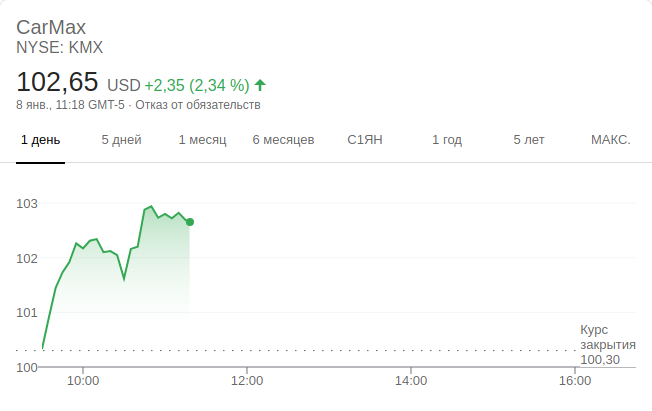 CarMax
NYSE: KMX
102,65 USD +2,35 (2,34 %)
8 янв., 11:18 GMT-5 · Отказ от обязательств
1 день 5 дней 1 месяц 6 месяцев С1ЯН 1 год 5 лет МАКС.
103
102
101
Курс
закрытия
100,30
100
10:00 12:00 14:00 16:00